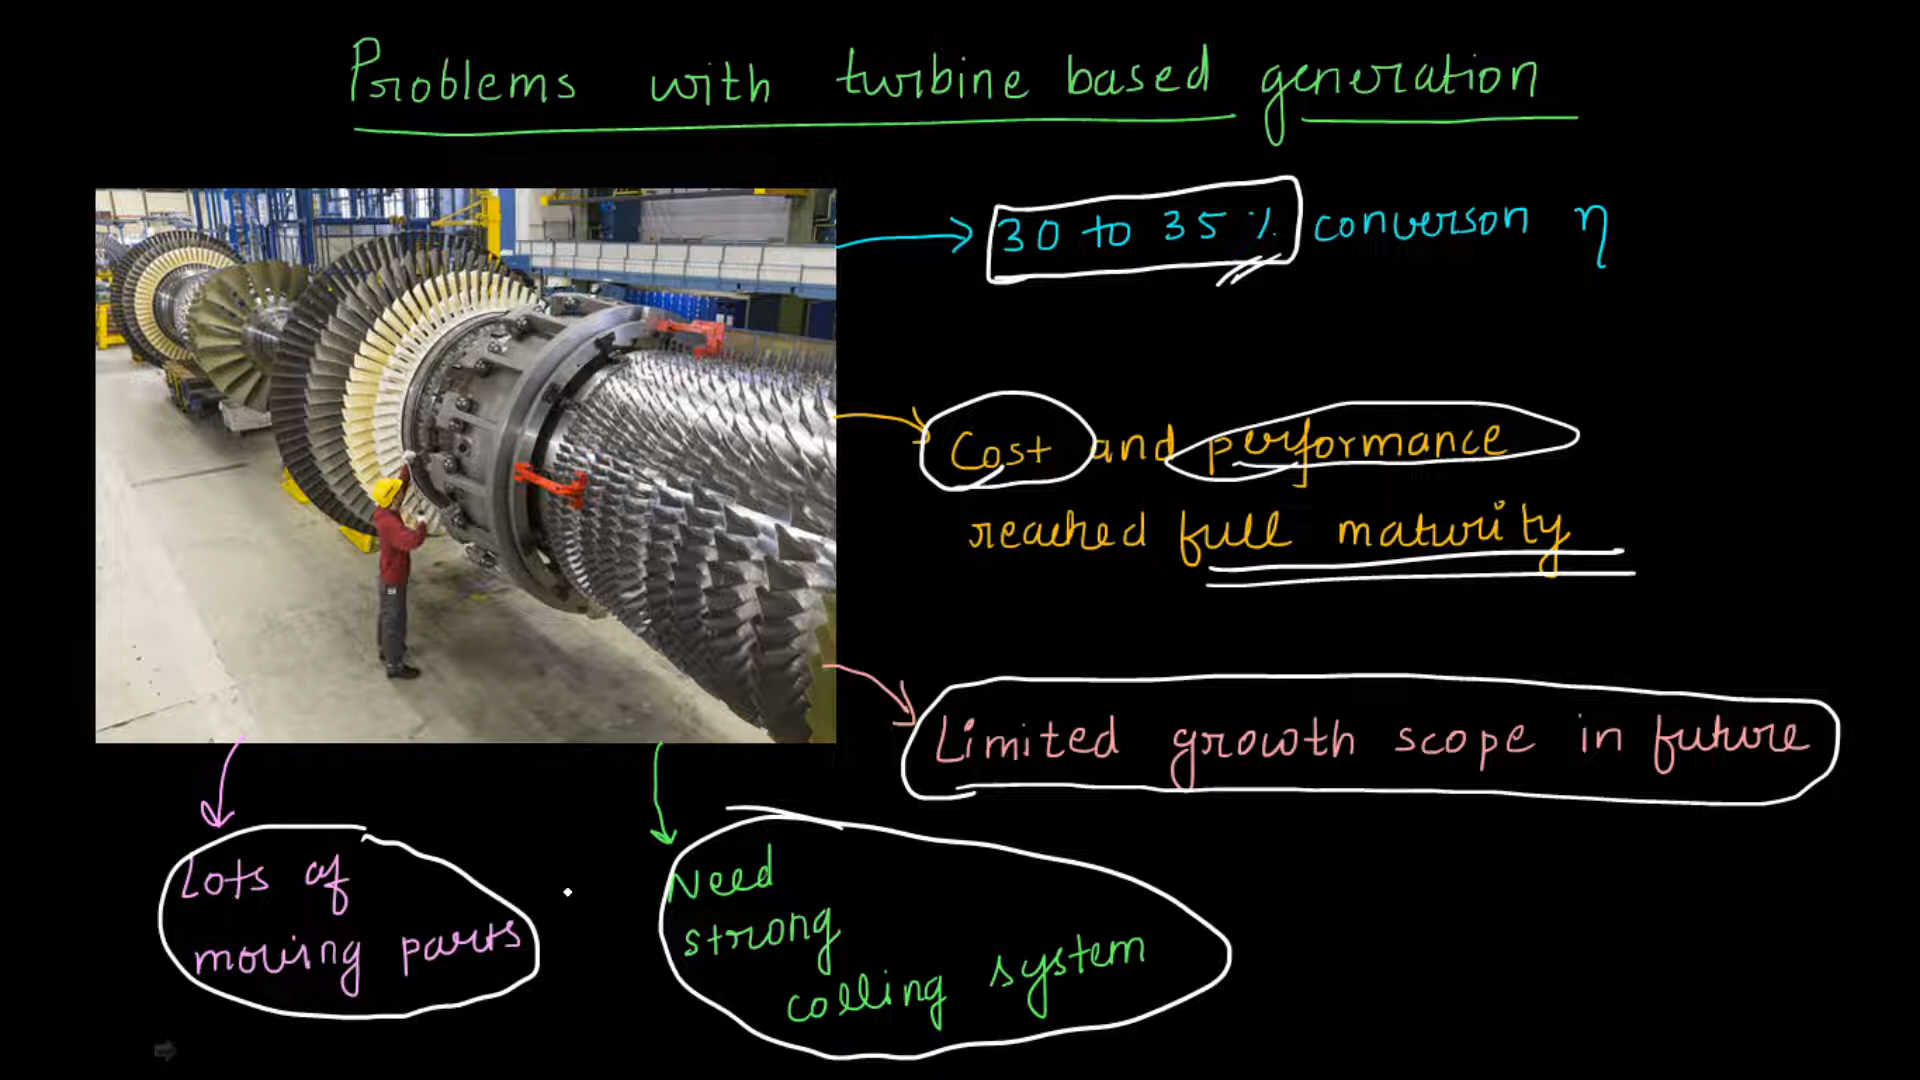 Problems with turbine based generation
30 to 35 % converson η
Cost and performance
reached full maturity
Limited growth scope in future
Lots of
moving parts
Need
strong
colling system